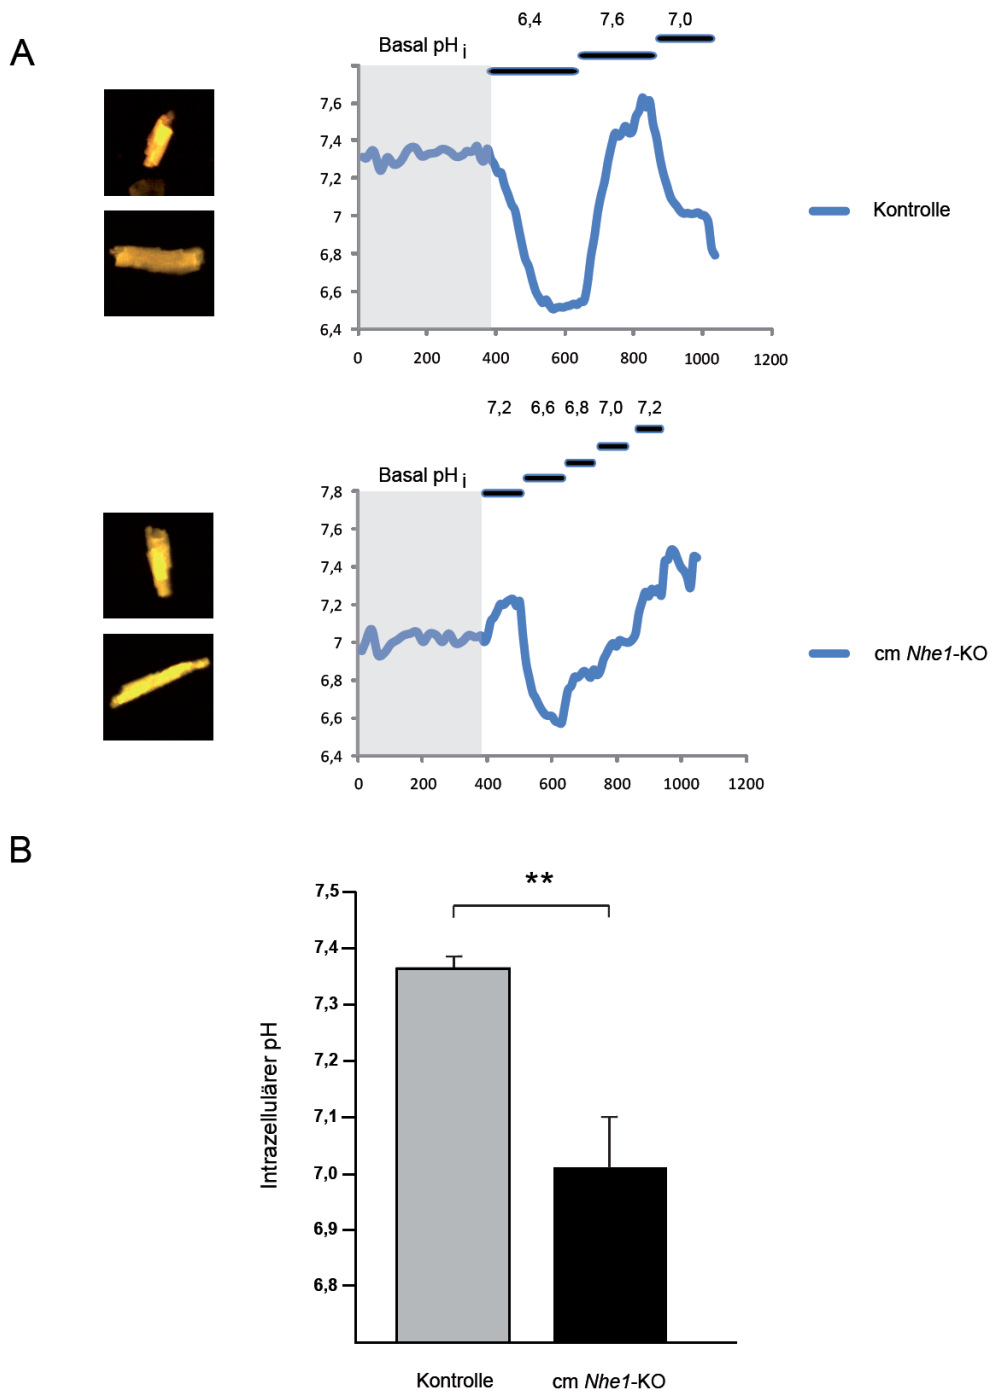 A
6,4 7,6 7,0
Basal pHi
7,6
7,4
7,2
7
6,8
6,6
6,4
0 200 400 600 800 1000 1200
Kontrolle
7,2 6,6 6,8 7,0 7,2
Basal pHi
7,8
7,6
7,4
7,2
7
6,8
6,6
6,4
0 200 400 600 800 1000 1200
cm Nhe1-KO
B
**
7,5
7,4
7,3
7,2
7,1
7,0
6,9
6,8
Intrazellulärer pH
Kontrolle cm Nhe1-KO